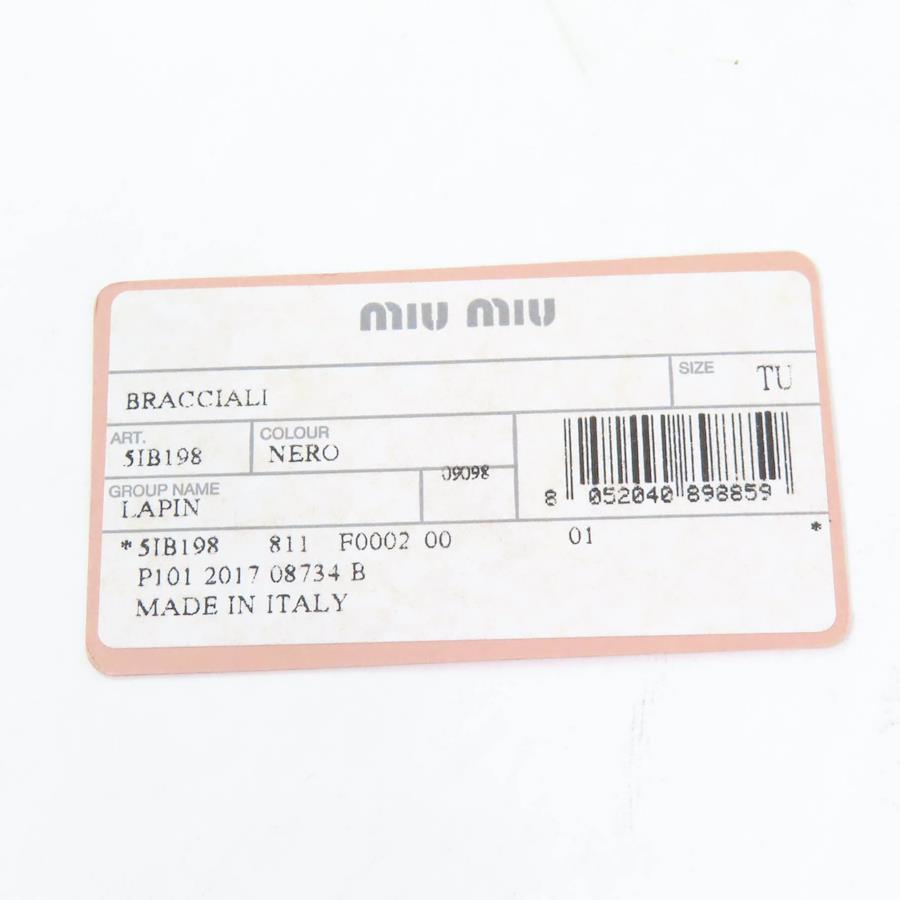 miu miu
BRACCIALI
SIZE TU
ART. 5IB198
COLOUR NERO
09098
GROUP NAME
LAPIN
8 052040 898859
*5IB198 811 F0002 00 01 *
P101 2017 08734 B
MADE IN ITALY